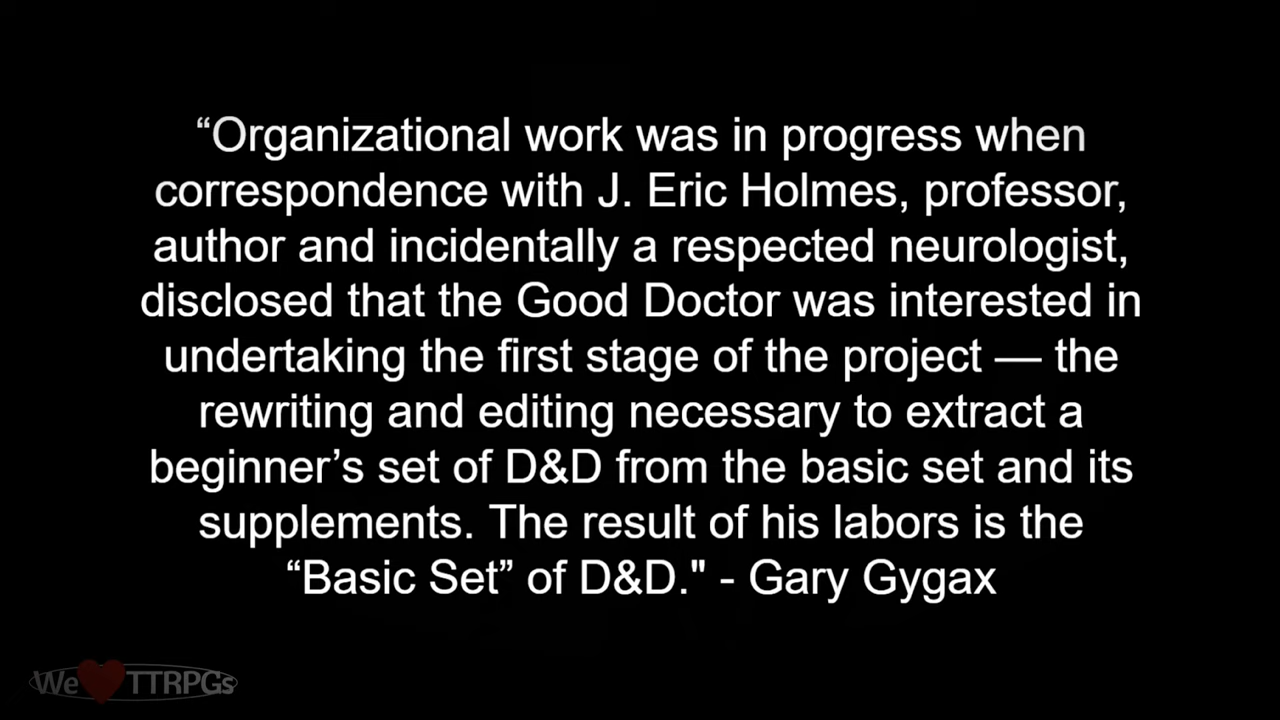 “Organizational work was in progress when
correspondence with J. Eric Holmes, professor,
author and incidentally a respected neurologist,
disclosed that the Good Doctor was interested in
undertaking the first stage of the project — the
rewriting and editing necessary to extract a
beginner’s set of D&D from the basic set and its
supplements. The result of his labors is the
“Basic Set” of D&D." - Gary Gygax
We TTRPGs